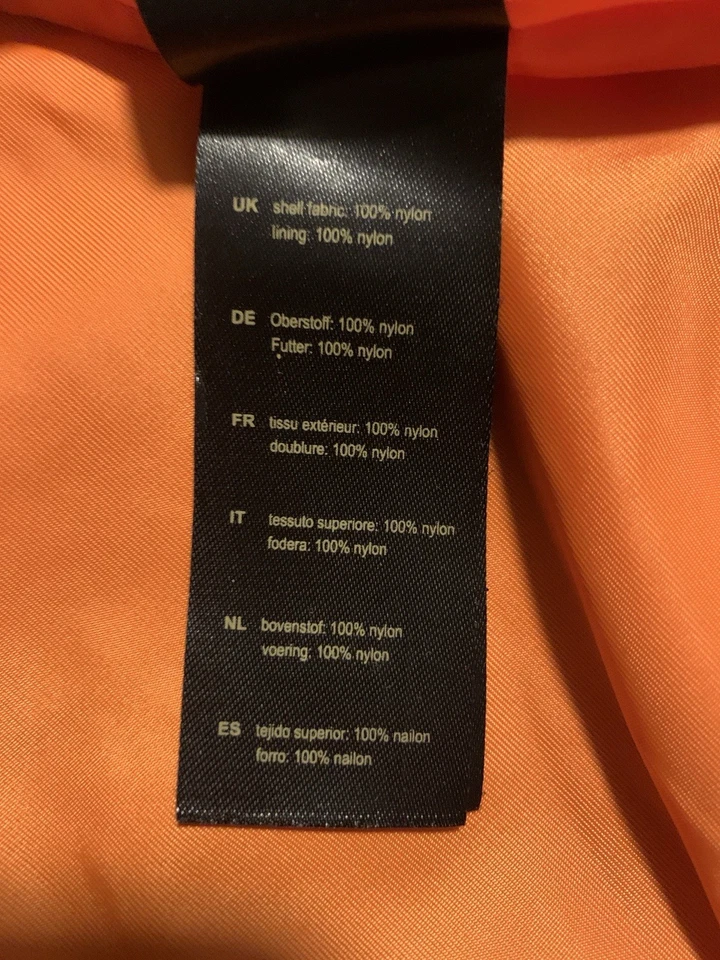 UK shell fabric: 100% nylon
lining: 100% nylon
DE Oberstoff: 100% nylon
Futter: 100% nylon
FR tissu extérieur: 100% nylon
doublure: 100% nylon
IT tessuto superiore: 100% nylon
fodera: 100% nylon
NL bovenstof: 100% nylon
voering: 100% nylon
ES tejido superior: 100% nailon
forro: 100% nailon